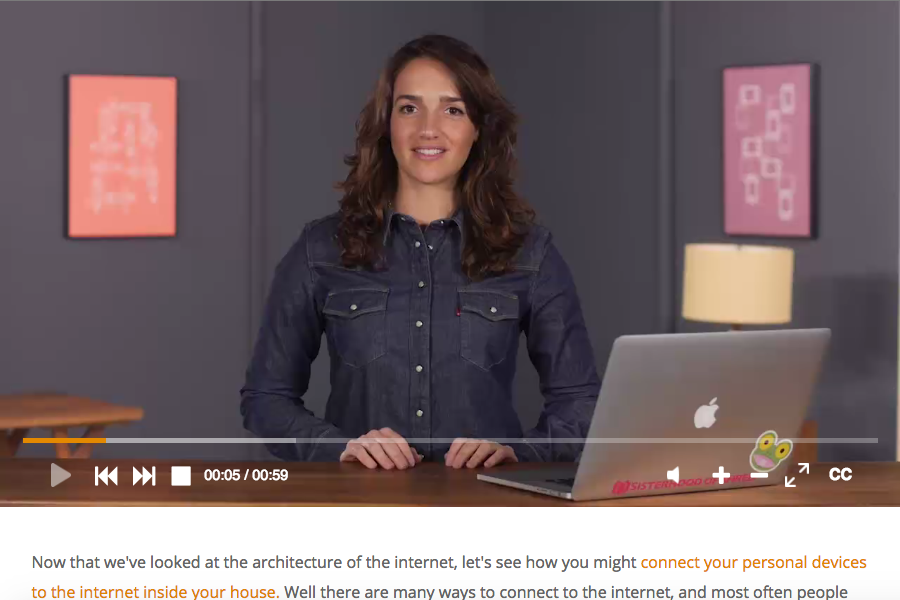 SISTERHOOD OF
00:05 / 00:59
CC
Now that we've looked at the architecture of the internet, let's see how you might connect your personal devices
to the internet inside your house. Well there are many ways to connect to the internet, and most often people